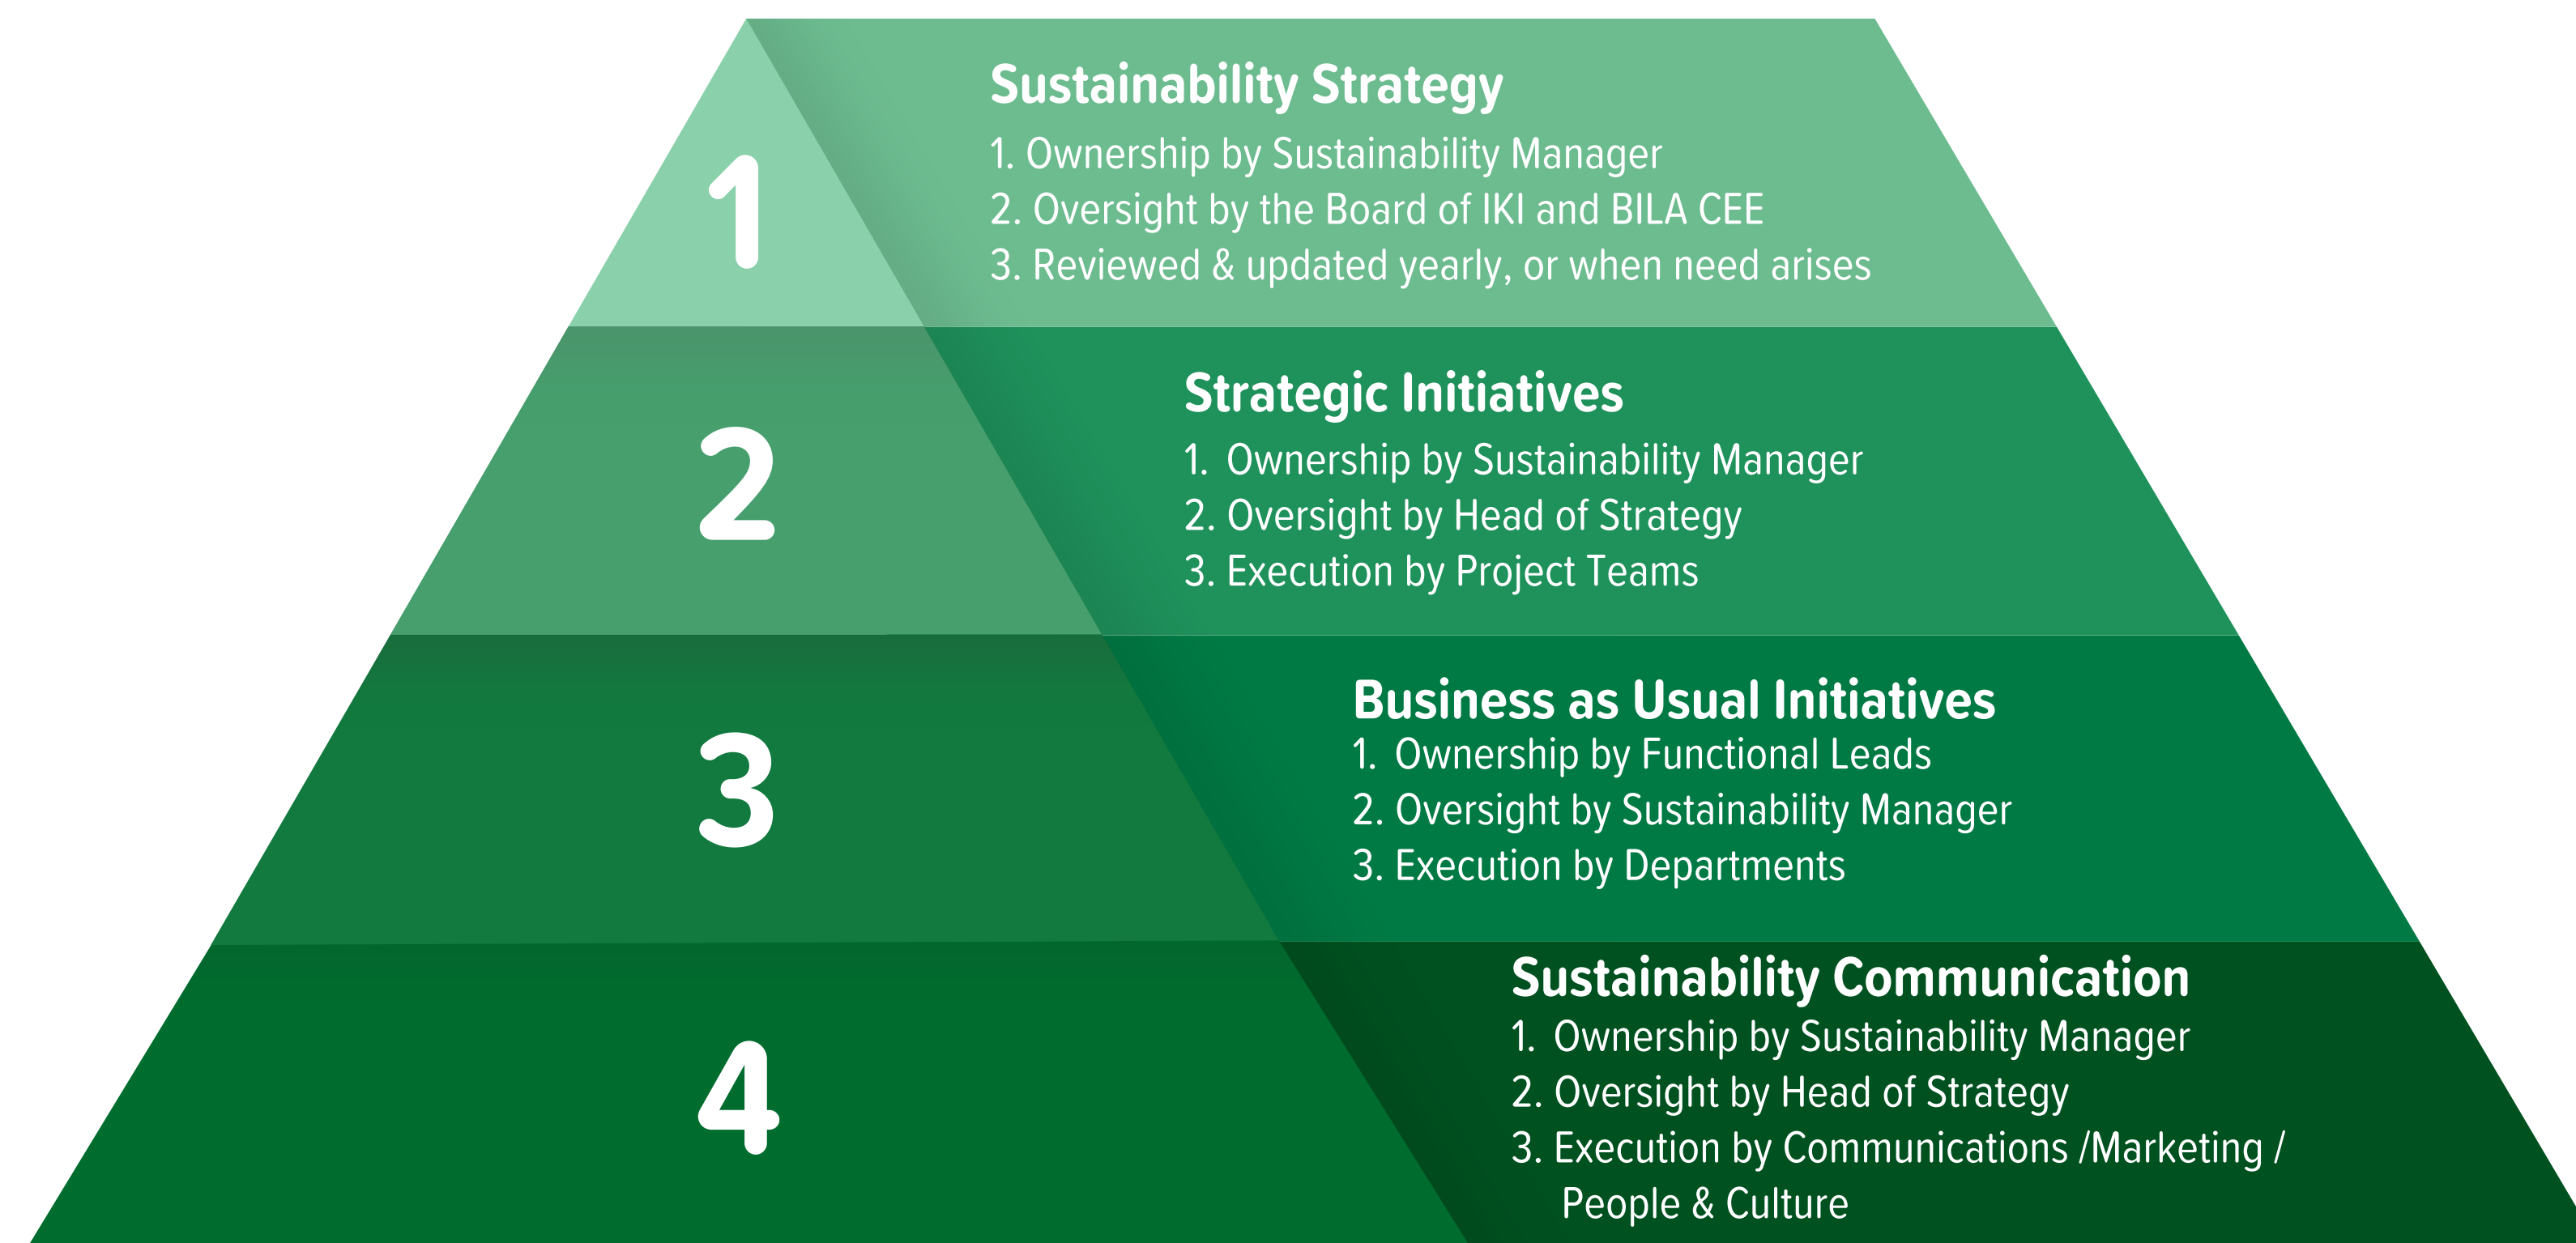 1
Sustainability Strategy
1. Ownership by Sustainability Manager
2. Oversight by the Board of IKI and BILA CEE
3. Reviewed & updated yearly, or when need arises
2
Strategic Initiatives
1. Ownership by Sustainability Manager
2. Oversight by Head of Strategy
3. Execution by Project Teams
3
Business as Usual Initiatives
1. Ownership by Functional Leads
2. Oversight by Sustainability Manager
3. Execution by Departments
4
Sustainability Communication
1. Ownership by Sustainability Manager
2. Oversight by Head of Strategy
3. Execution by Communications /Marketing /
People & Culture